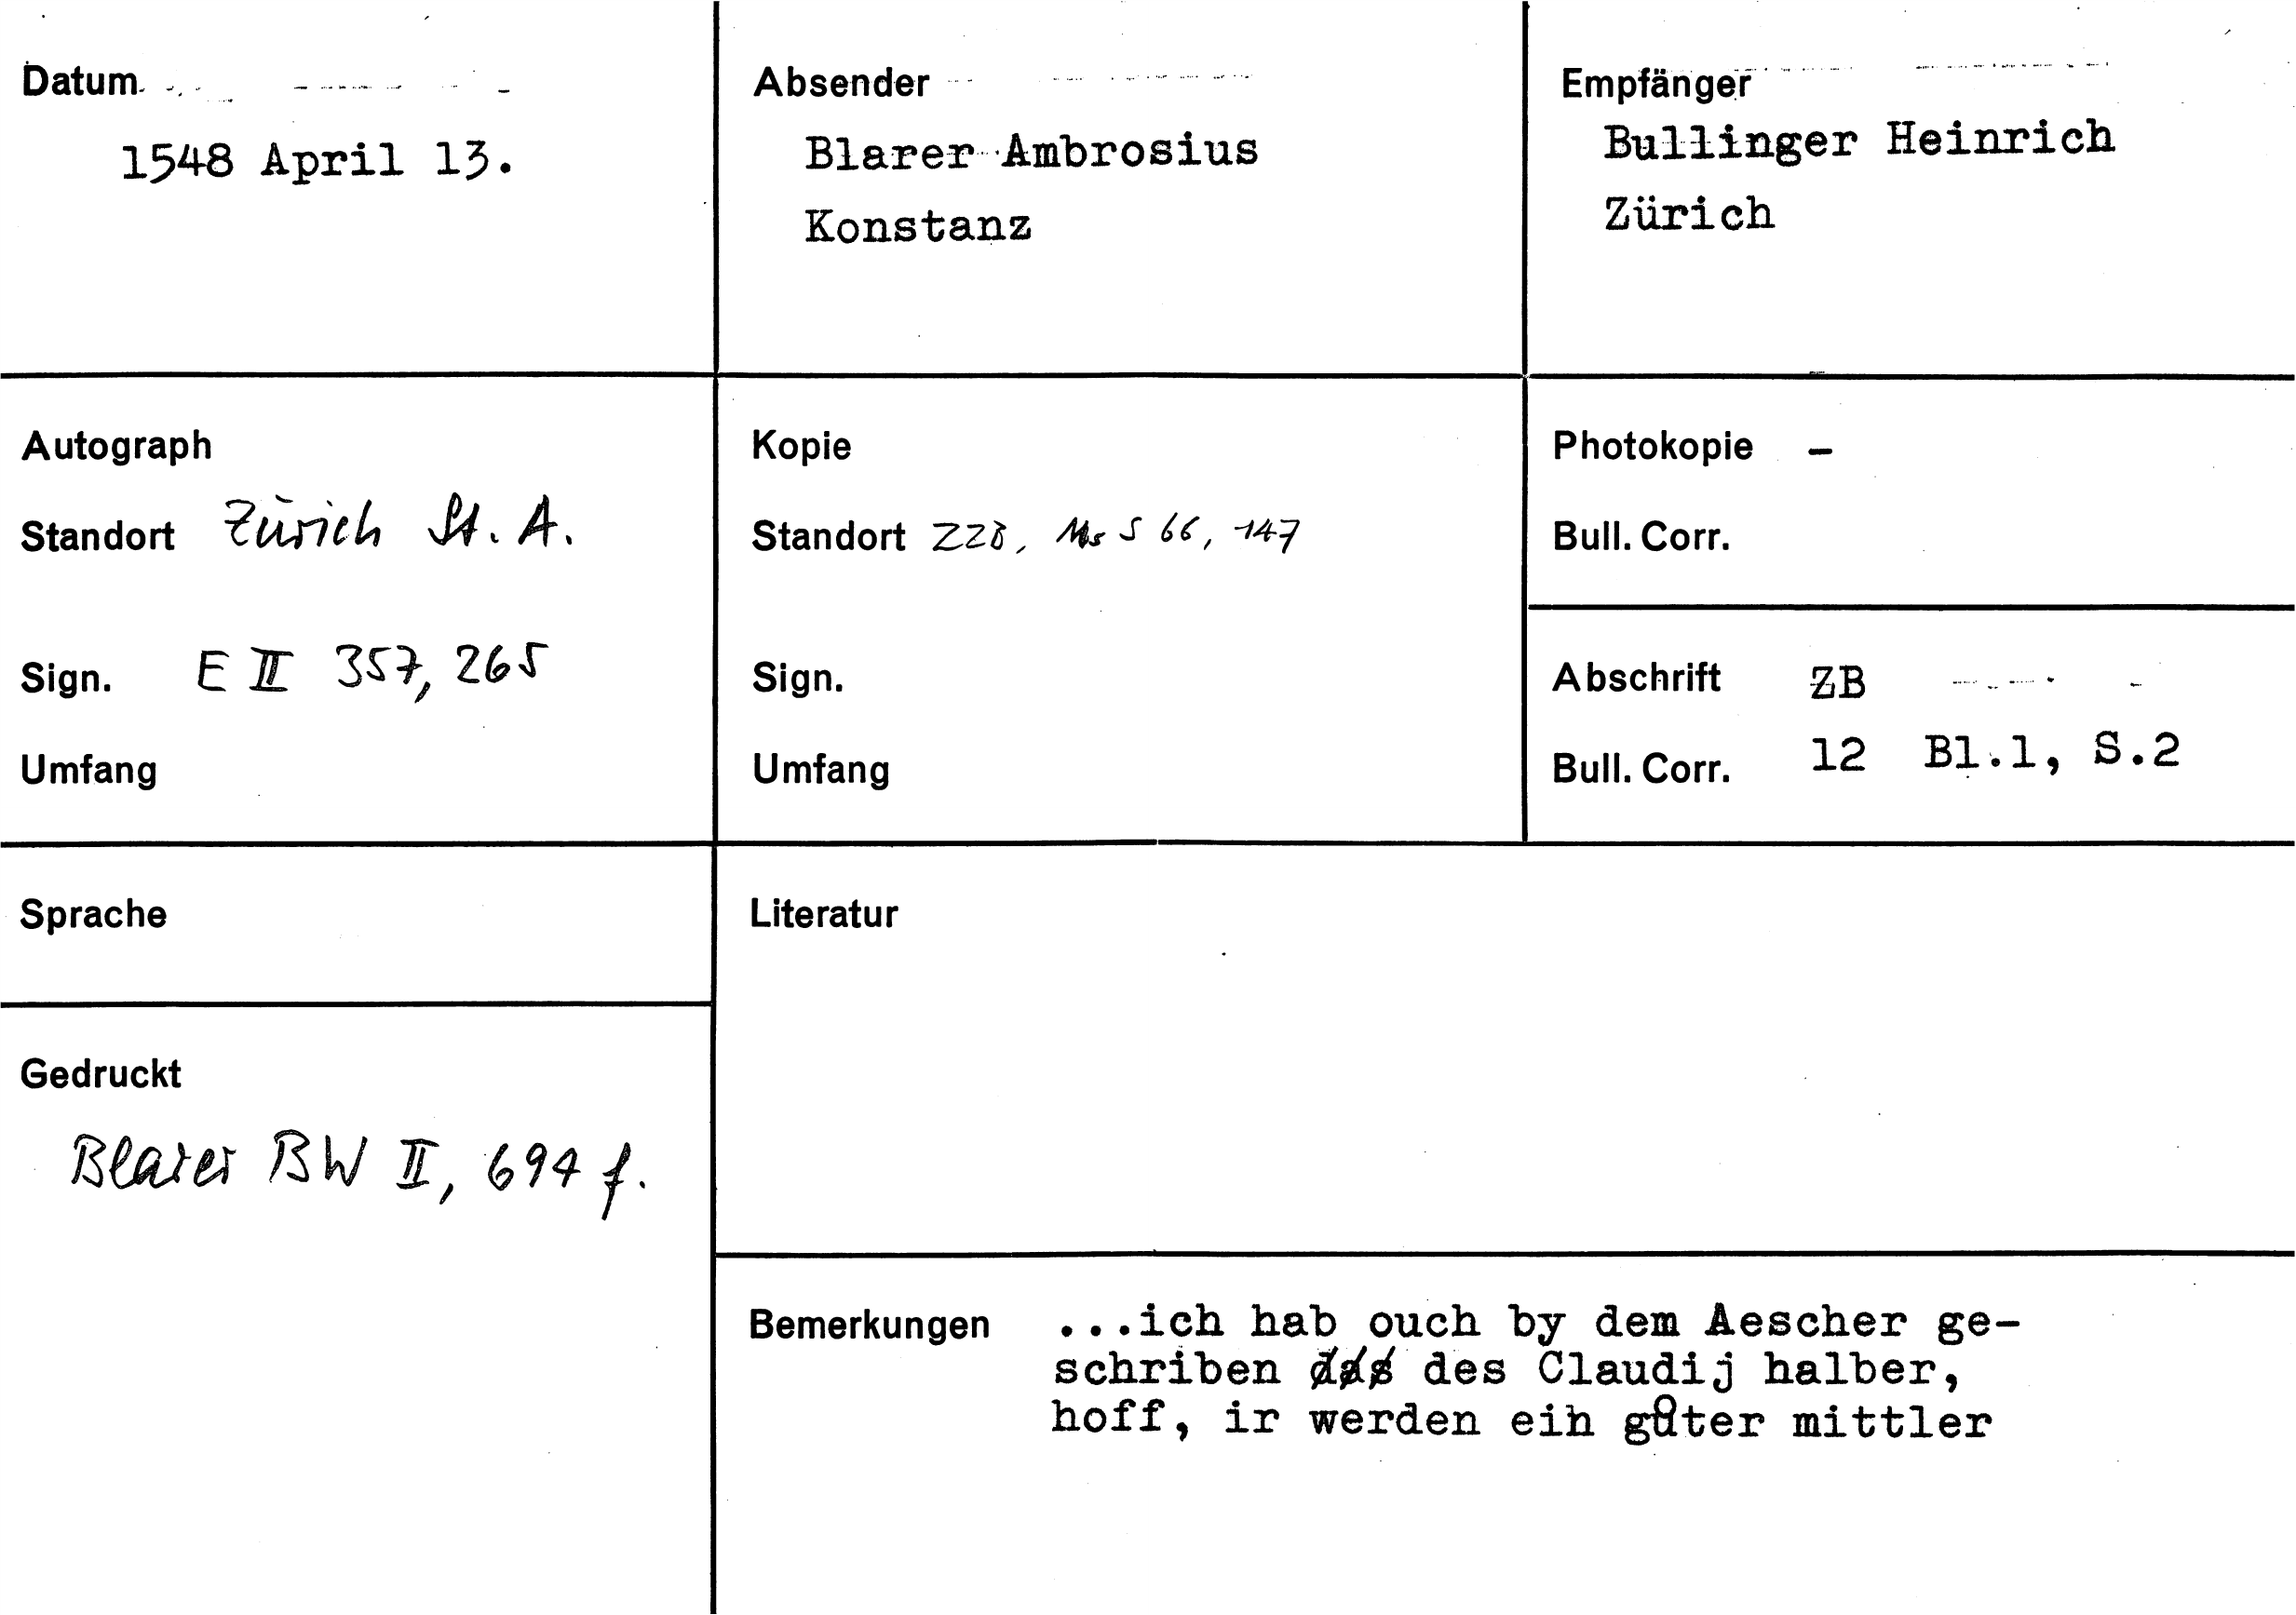 Datum
1548 April 13.
Absender
Blarer Ambrosius
Konstanz
Empfänger
Bullinger Heinrich
Zürich
Autograph
Standort Zürich St. A.
Sign. E II 357, 265
Umfang
Kopie
Standort ZZB, Ms S 66, 147
Sign.
Umfang
Photokopie -
Bull. Corr.
Abschrift ZB
Bull. Corr. 12 Bl.1, S.2
Sprache
Gedruckt
Blarer BW II, 694 f.
Literatur
Bemerkungen ...ich hab ouch by dem Aescher ge-
schriben das des Claudij halber,
hoff, ir werden ein gůter mittler